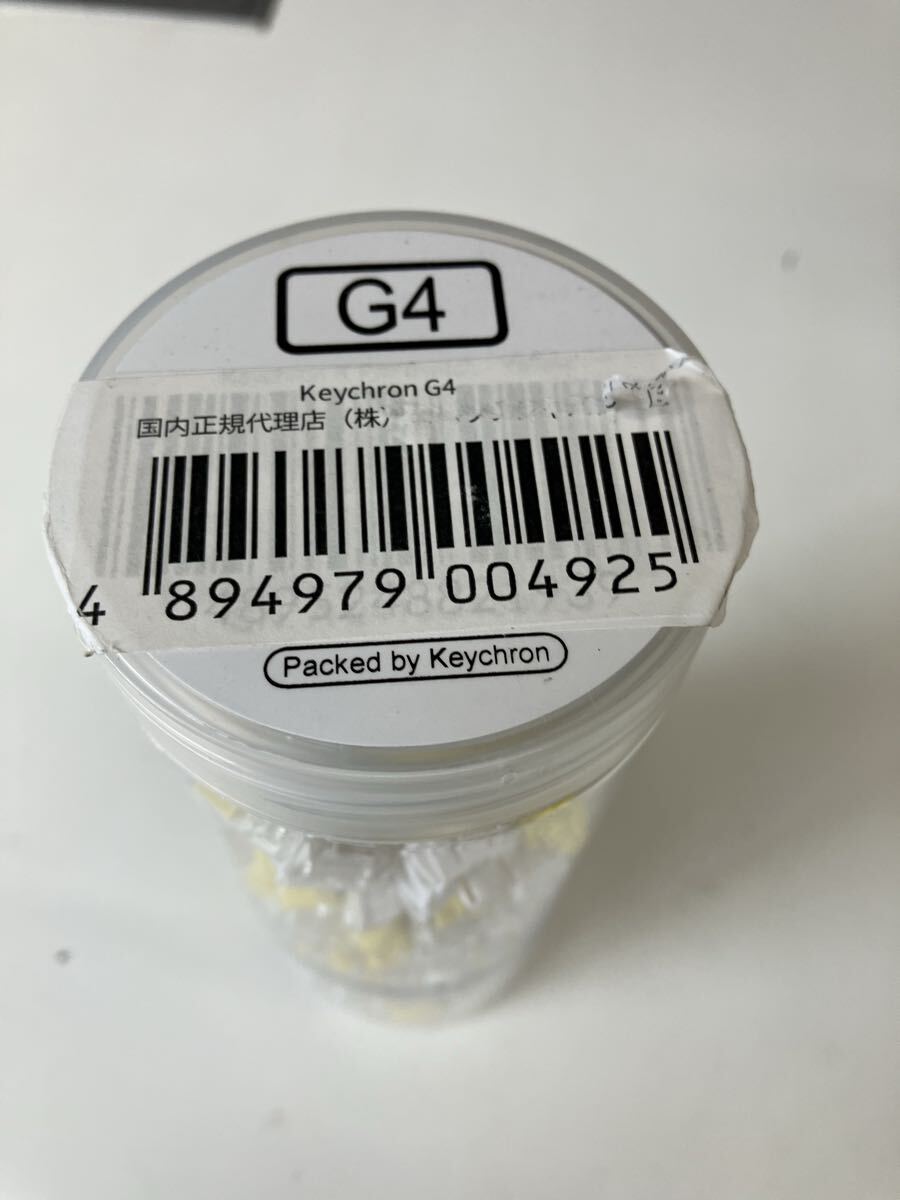 G4
Keychron G4
国内正規代理店（株）
4 894979 004925
Packed by Keychron